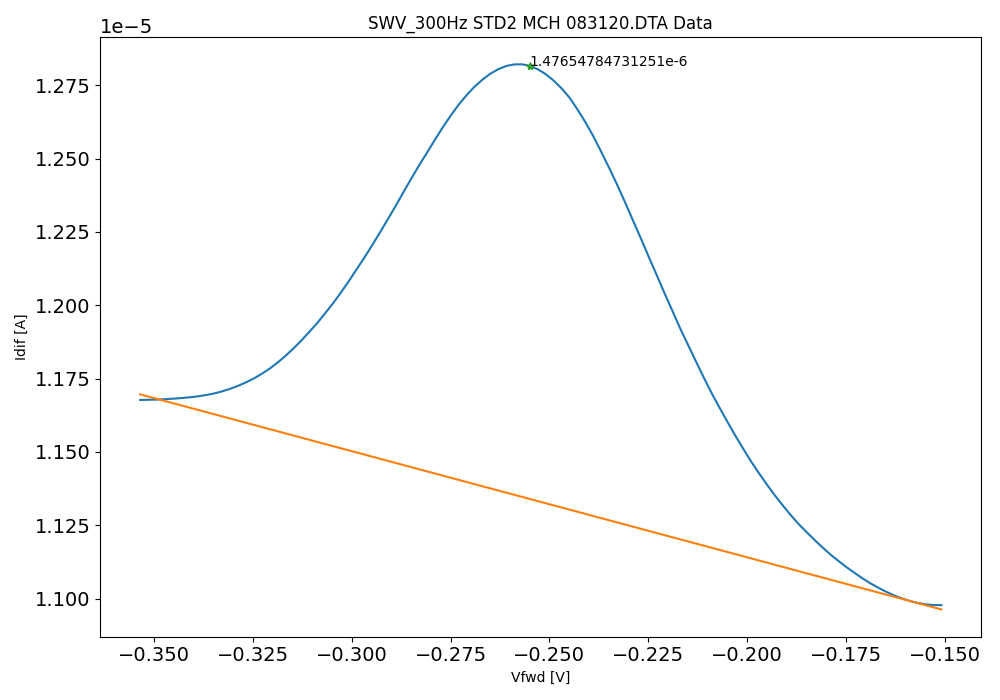 SWV_300Hz STD2 MCH 083120.DTA Data
1e−5
1.47654784731251e-6
1.275
1.250
1.225
1.200
1.175
1.150
1.125
1.100
Idif [A]
−0.350 −0.325 −0.300 −0.275 −0.250 −0.225 −0.200 −0.175 −0.150
Vfwd [V]